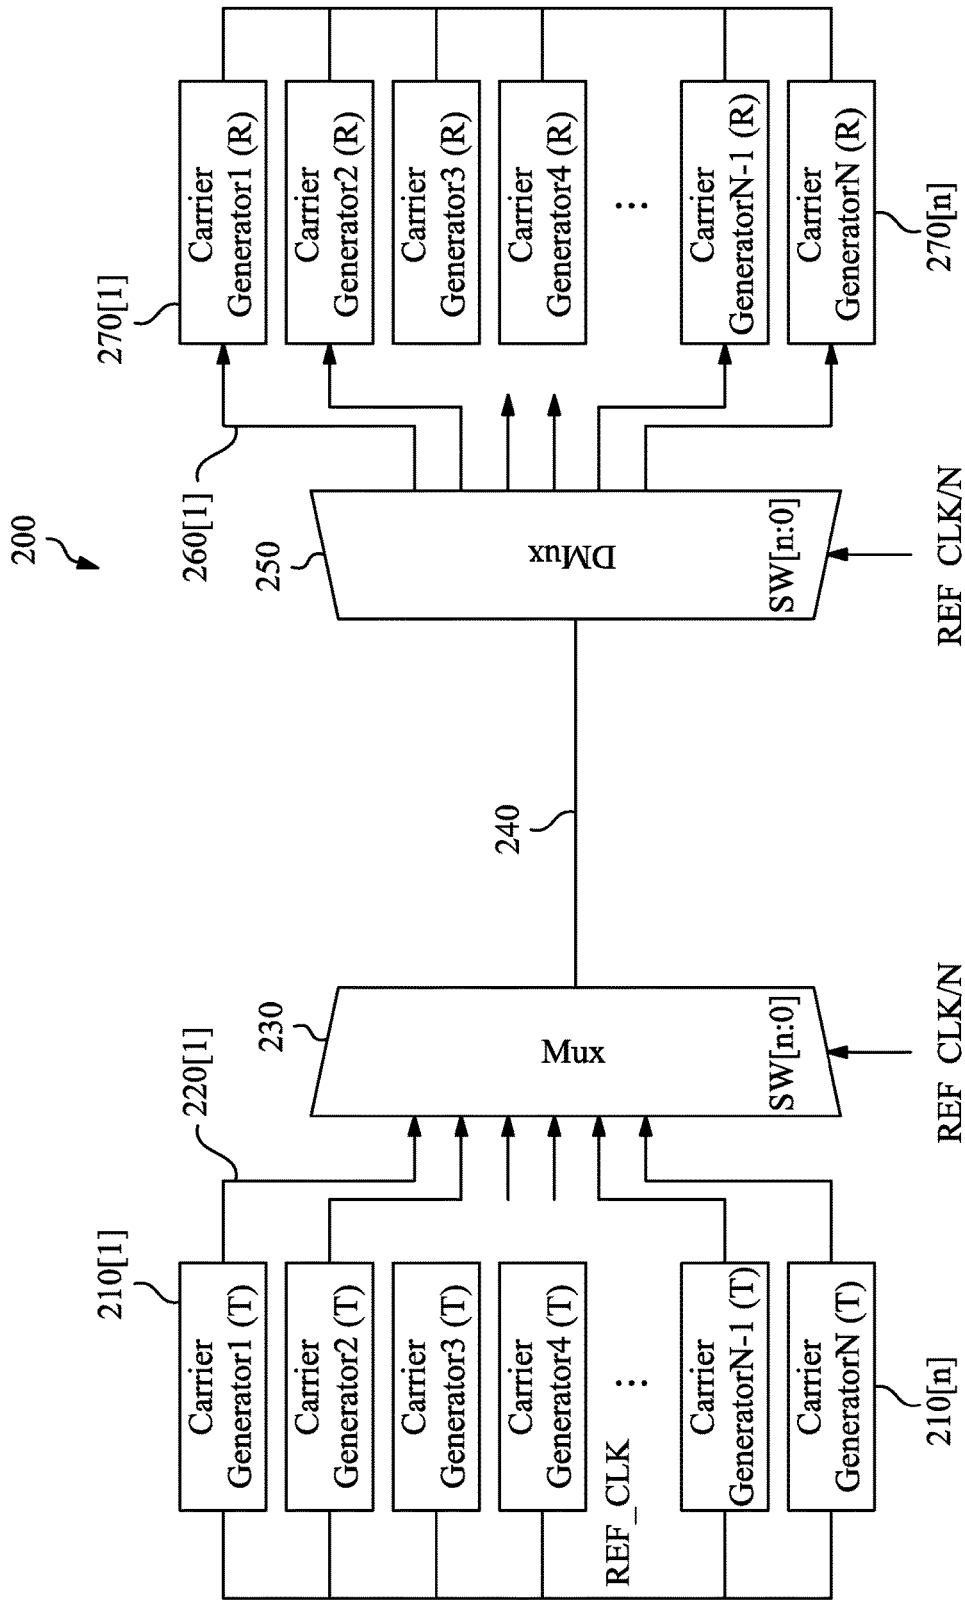 200
210[1]
Carrier
Generator1 (T)
Carrier
Generator2 (T)
Carrier
Generator3 (T)
Carrier
Generator4 (T)
REF_CLK
...
Carrier
GeneratorN-1 (T)
Carrier
GeneratorN (T)
210[n]
220[1]
230
Mux
SW[n:0]
REF CLK/N
240
250
DMux
SW[n:0]
REF CLK/N
260[1]
270[1]
Carrier
Generator1 (R)
Carrier
Generator2 (R)
Carrier
Generator3 (R)
Carrier
Generator4 (R)
...
Carrier
GeneratorN-1 (R)
Carrier
GeneratorN (R)
270[n]